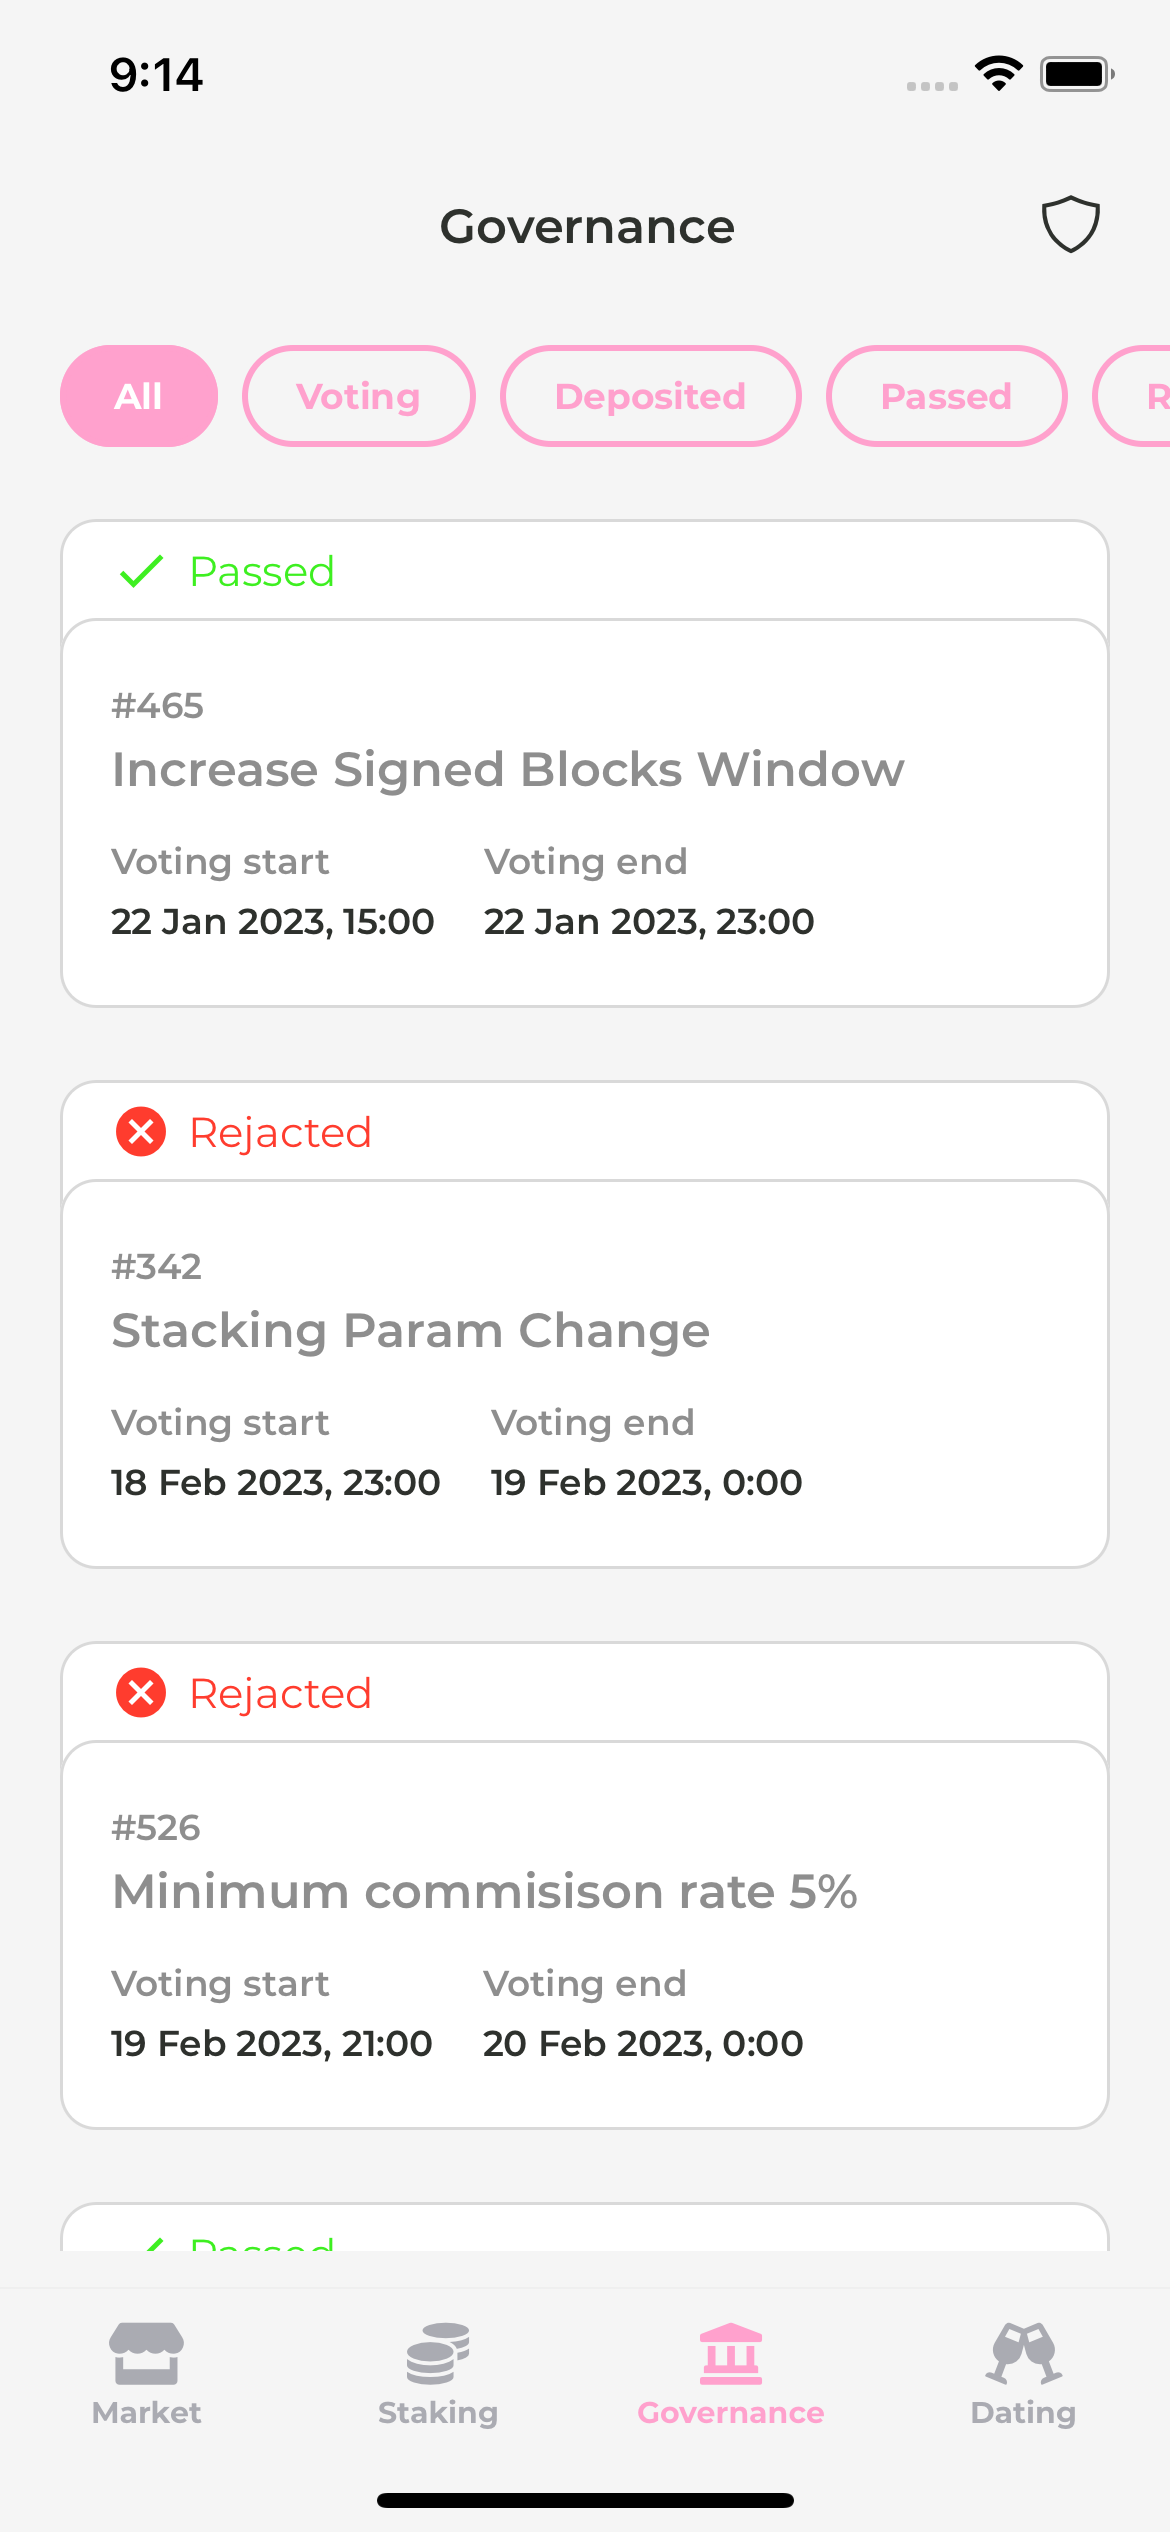 9:14
Governance
All Voting Deposited Passed R
Passed
#465
Increase Signed Blocks Window
Voting start Voting end
22 Jan 2023, 15:00 22 Jan 2023, 23:00
Rejacted
#342
Stacking Param Change
Voting start Voting end
18 Feb 2023, 23:00 19 Feb 2023, 0:00
Rejacted
#526
Minimum commisison rate 5%
Voting start Voting end
19 Feb 2023, 21:00 20 Feb 2023, 0:00
Passed
Market Staking Governance Dating